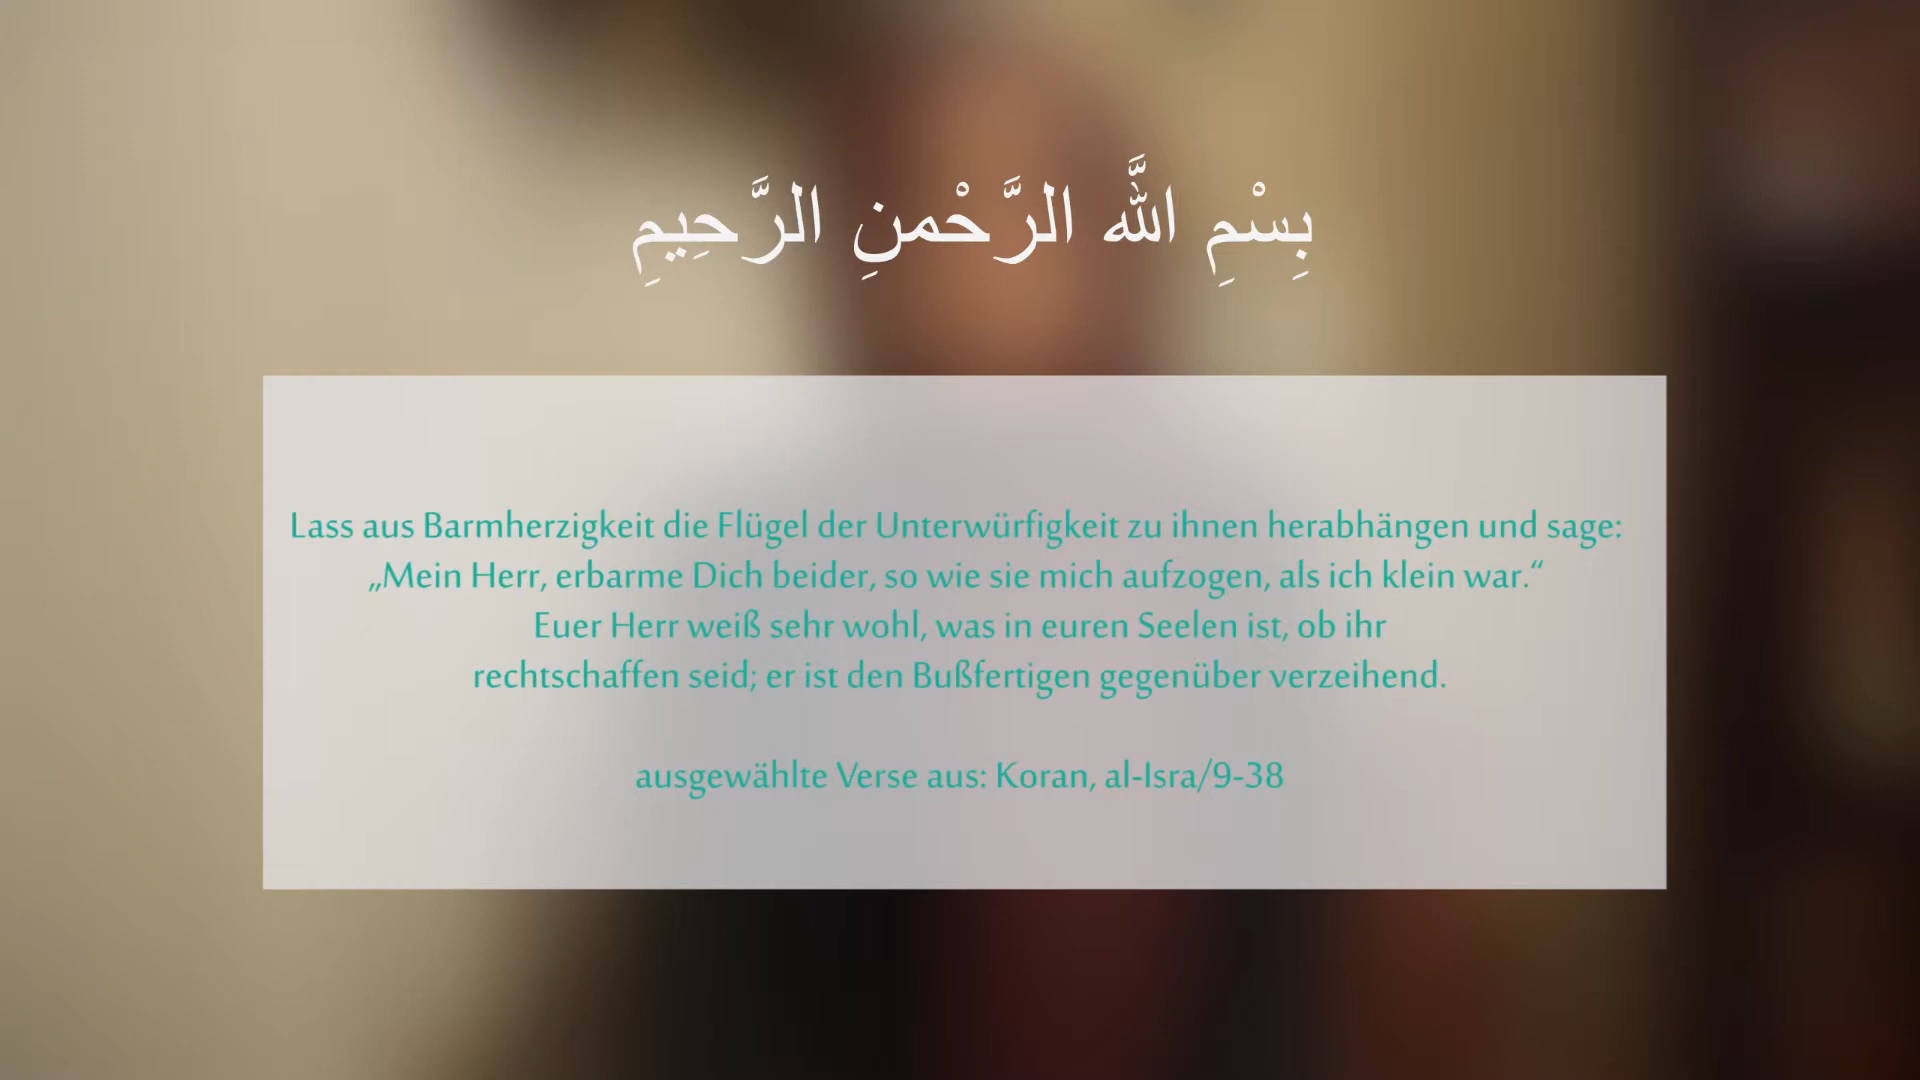 بِسْمِ اللَّه الرَّحْمنِ الرَّحِيمِ
Lass aus Barmherzigkeit die Flügel der Unterwürfigkeit zu ihnen herabhängen und sage:
„Mein Herr, erbarme Dich beider, so wie sie mich aufzogen, als ich klein war.“
Euer Herr weiß sehr wohl, was in euren Seelen ist, ob ihr
rechtschaffen seid; er ist den Bußfertigen gegenüber verzeihend.
ausgewählte Verse aus: Koran, al-Isra/9-38